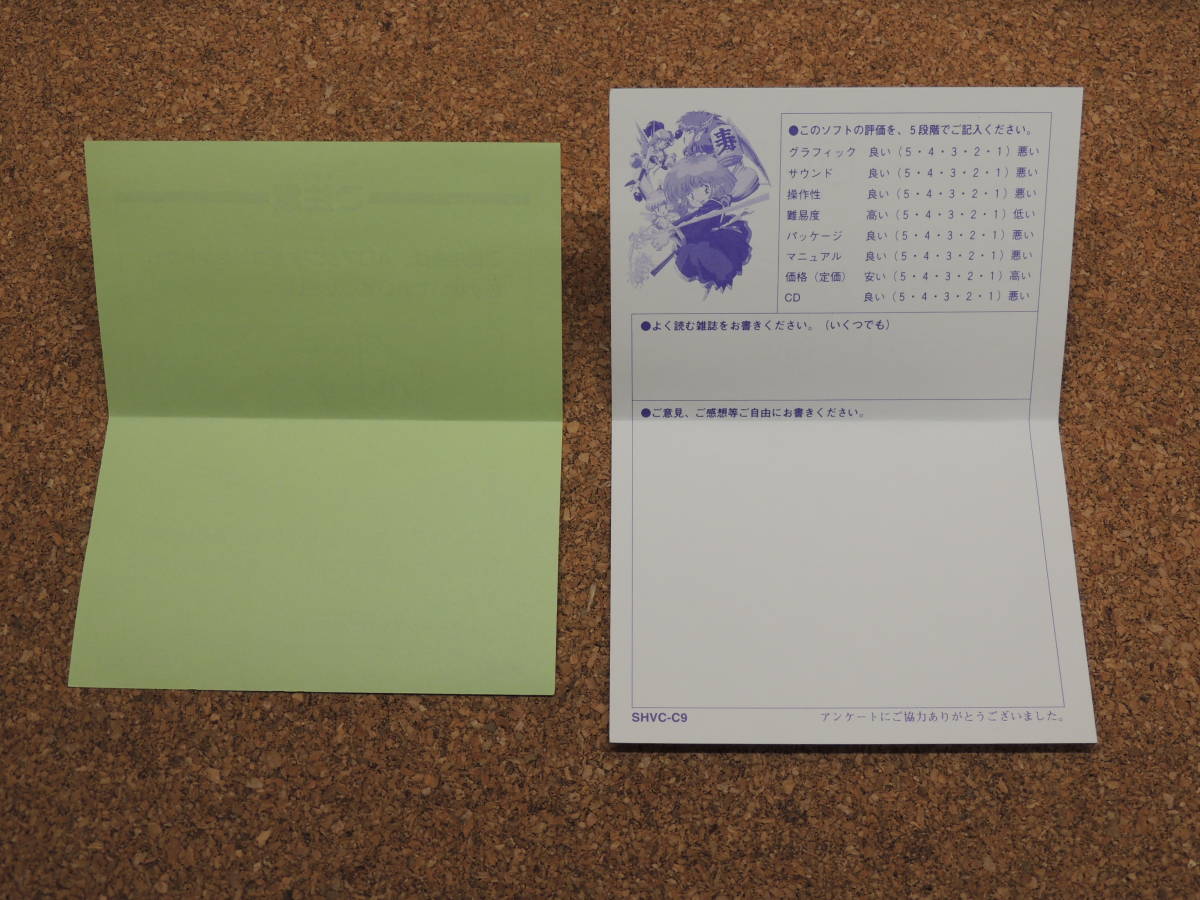 寿
●このソフトの評価を、5段階でご記入ください。
グラフィック 良い(5・4・3・2・1)悪い
サウンド 良い(5・4・3・2・1)悪い
操作性 良い(5・4・3・2・1)悪い
難易度 高い(5・4・3・2・1)低い
パッケージ 良い(5・4・3・2・1)悪い
マニュアル 良い(5・4・3・2・1)悪い
価格(定価) 安い(5・4・3・2・1)高い
CD 良い(5・4・3・2・1)悪い
●よく読む雑誌をお書きください。(いくつでも)
●ご意見、ご感想等ご自由にお書きください。
SHVC-C9 アンケートにご協力ありがとうございました。